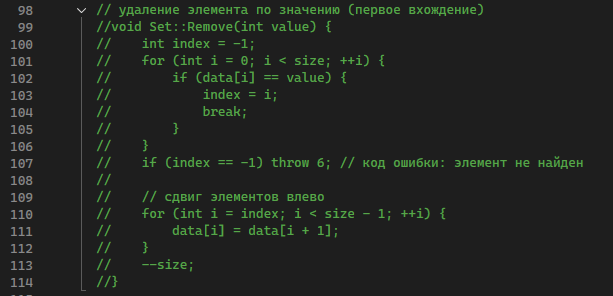 98 // удаление элемента по значению (первое вхождение)
99 //void Set::Remove(int value) {
100 //    int index = -1;
101 //    for (int i = 0; i < size; ++i) {
102 //        if (data[i] == value) {
103 //            index = i;
104 //            break;
105 //        }
106 //    }
107 //    if (index == -1) throw 6; // код ошибки: элемент не найден
108 //
109 //    // сдвиг элементов влево
110 //    for (int i = index; i < size - 1; ++i) {
111 //        data[i] = data[i + 1];
112 //    }
113 //    --size;
114 //}